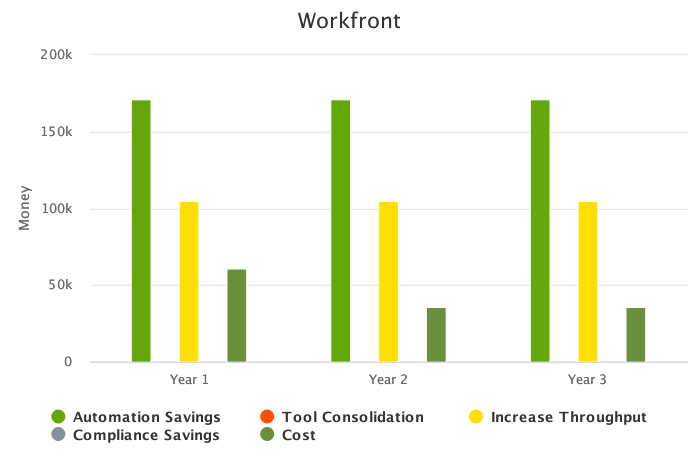 Workfront
200k
150k
100k
50k
0
Money
Year 1 Year 2 Year 3
Automation Savings Tool Consolidation Increase Throughput
Compliance Savings Cost